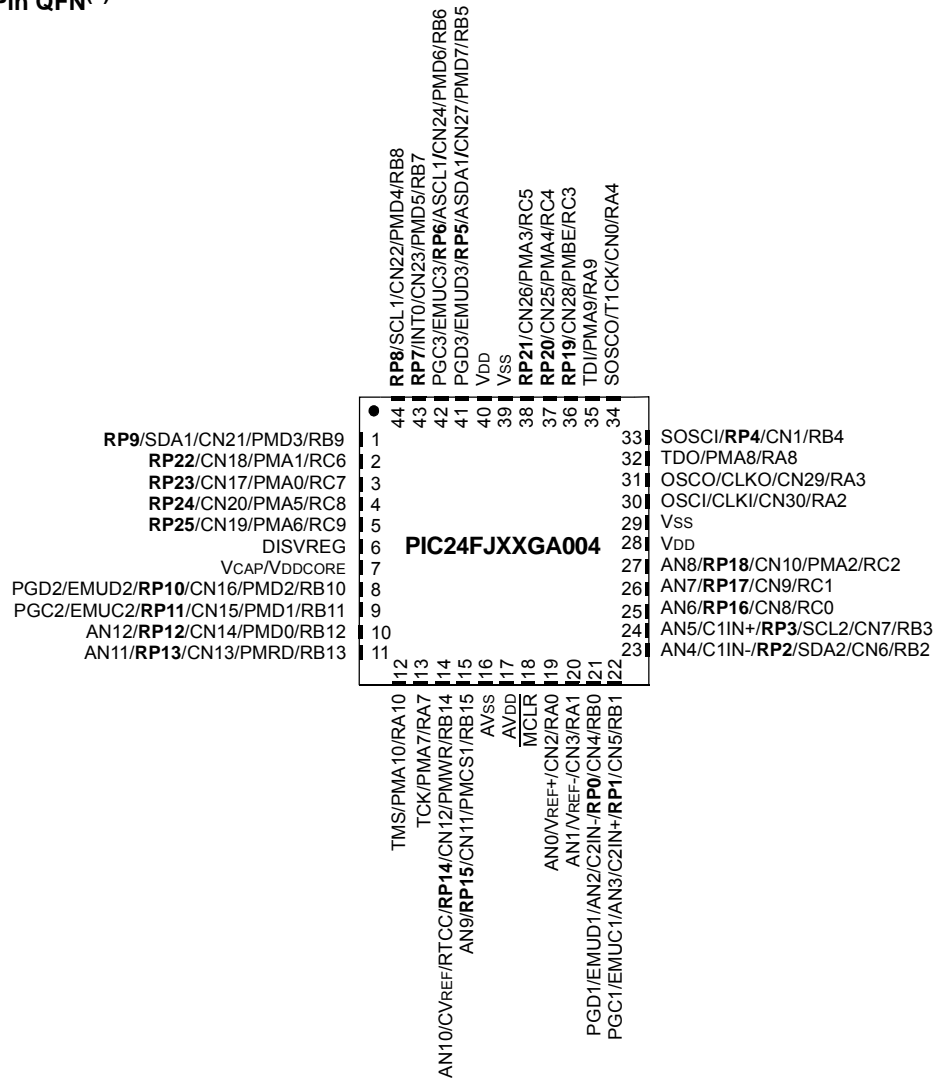 RP8/SCL1/CN22/PMD4/RB8
RP7/INT0/CN23/PMD5/RB7
PGC3/EMUC3/RP6/ASCL1/CN24/PMD6/RB6
PGD3/EMUD3/RP5/ASDA1/CN27/PMD7/RB5
VDD
VSS
RP21/CN26/PMA3/RC5
RP20/CN25/PMA4/RC4
RP19/CN28/PMBE/RC3
TDI/PMA9/RA9
SOSCO/T1CK/CN0/RA4
44 43 42 41 40 39 38 37 36 35 34
RP9/SDA1/CN21/PMD3/RB9 1
RP22/CN18/PMA1/RC6 2
RP23/CN17/PMA0/RC7 3
RP24/CN20/PMA5/RC8 4
RP25/CN19/PMA6/RC9 5
DISVREG 6
VCAP/VDDCORE 7
PGD2/EMUD2/RP10/CN16/PMD2/RB10 8
PGC2/EMUC2/RP11/CN15/PMD1/RB11 9
AN12/RP12/CN14/PMD0/RB12 10
AN11/RP13/CN13/PMRD/RB13 11
PIC24FJXXGA004
33 SOSCI/RP4/CN1/RB4
32 TDO/PMA8/RA8
31 OSCO/CLKO/CN29/RA3
30 OSCI/CLKI/CN30/RA2
29 VSS
28 VDD
27 AN8/RP18/CN10/PMA2/RC2
26 AN7/RP17/CN9/RC1
25 AN6/RP16/CN8/RC0
24 AN5/C1IN+/RP3/SCL2/CN7/RB3
23 AN4/C1IN-/RP2/SDA2/CN6/RB2
12 13 14 15 16 17 18 19 20 21 22
TMS/PMA10/RA10
TCK/PMA7/RA7
AN10/CVREF/RTCC/RP14/CN12/PMWR/RB14
AN9/RP15/CN11/PMCS1/RB15
AVSS
AVDD
MCLR
AN0/VREF+/CN2/RA0
AN1/VREF-/CN3/RA1
PGD1/EMUD1/AN2/C2IN-/RP0/CN4/RB0
PGC1/EMUC1/AN3/C2IN+/RP1/CN5/RB1